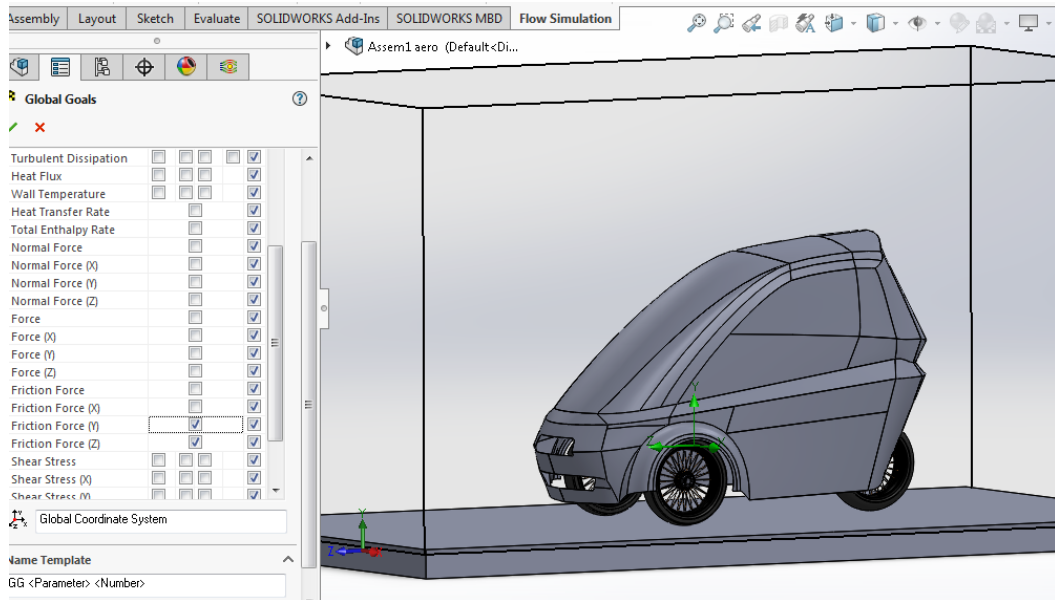 Assembly Layout Sketch Evaluate SOLIDWORKS Add-Ins SOLIDWORKS MBD Flow Simulation
Assem1 aero (Default<Di...
Global Goals
Turbulent Dissipation
Heat Flux
Wall Temperature
Heat Transfer Rate
Total Enthalpy Rate
Normal Force
Normal Force (X)
Normal Force (Y)
Normal Force (Z)
Force
Force (X)
Force (Y)
Force (Z)
Friction Force
Friction Force (X)
Friction Force (Y)
Friction Force (Z)
Shear Stress
Shear Stress (X)
Shear Stress (Y)
Global Coordinate System
Name Template
GG <Parameter> <Number>
Y
Z
Y
Z